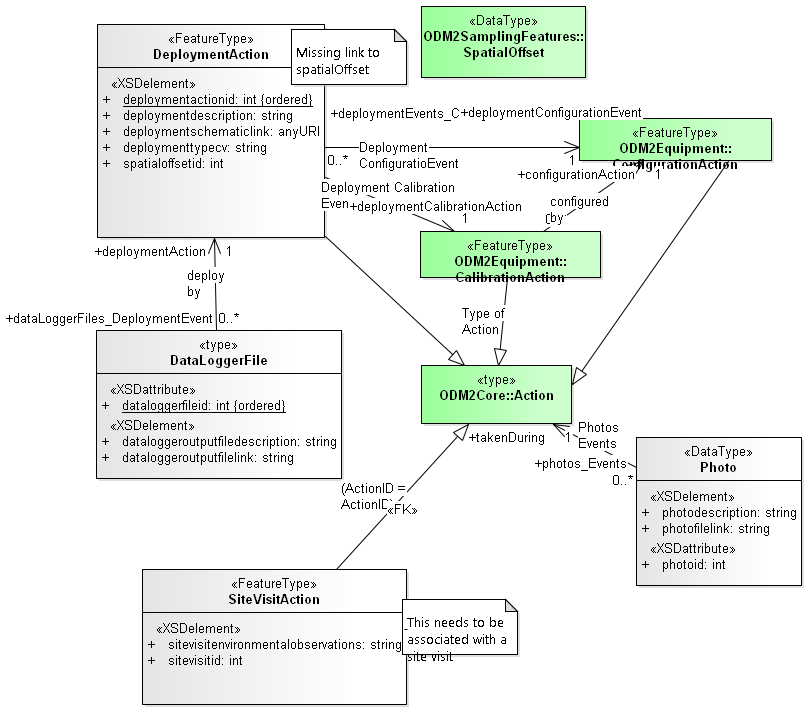 «FeatureType»
DeploymentAction
«XSDelement»
+ deploymentactionid: int {ordered}
+ deploymentdescription: string
+ deploymentschematiclink: anyURI
+ deploymenttypecv: string
+ spatialoffsetid: int
Missing link to
spatialOffset
«DataType»
ODM2SamplingFeatures::
SpatialOffset
+deploymentEvents_C
+deploymentConfigurationEvent
Deployment
ConfiguratioEvent
0..*
1
«FeatureType»
ODM2Equipment::
ConfigurationAction
+configurationAction
1
configured
by
Deployment Calibration
Even
+deploymentCalibrationAction
1
«FeatureType»
ODM2Equipment::
CalibrationAction
+deploymentAction
1
deploy
by
+dataLoggerFiles_DeploymentEvent
0..*
Type of
Action
«type»
DataLoggerFile
«XSDattribute»
+ dataloggerfileid: int {ordered}
«XSDelement»
+ dataloggeroutputfiledescription: string
+ dataloggeroutputfilelink: string
«type»
ODM2Core::Action
+takenDuring
1
Photos
Events
+photos_Events
0..*
«DataType»
Photo
«XSDelement»
+ photodescription: string
+ photofilelink: string
«XSDattribute»
+ photoid: int
(ActionID =
ActionID)
«FK»
«FeatureType»
SiteVisitAction
«XSDelement»
+ sitevisitenvironmentalobservations: string
+ sitevisitid: int
This needs to be
associated with a
site visit